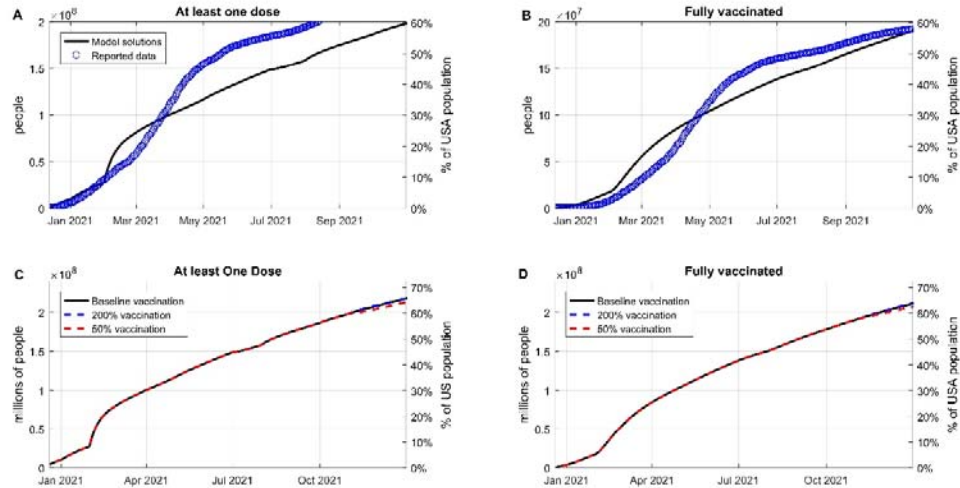 A
At least one dose
×10⁸
2
1.5
1
0.5
0
people
Model solutions
Reported data
60%
50%
40%
30%
20%
10%
0%
% of USA population
Jan 2021 Mar 2021 May 2021 Jul 2021 Sep 2021
B
Fully vaccinated
×10⁷
20
15
10
5
0
people
60%
50%
40%
30%
20%
10%
0%
% of USA population
Jan 2021 Mar 2021 May 2021 Jul 2021 Sep 2021
C
At least One Dose
×10⁸
2
1.5
1
0.5
0
millions of people
Baseline vaccination
200% vaccination
50% vaccination
70%
60%
50%
40%
30%
20%
10%
0%
% of US population
Jan 2021 Apr 2021 Jul 2021 Oct 2021
D
Fully vaccinated
×10⁸
2
1.5
1
0.5
0
millions of people
Baseline vaccination
200% vaccination
50% vaccination
70%
60%
50%
40%
30%
20%
10%
0%
% of USA population
Jan 2021 Apr 2021 Jul 2021 Oct 2021